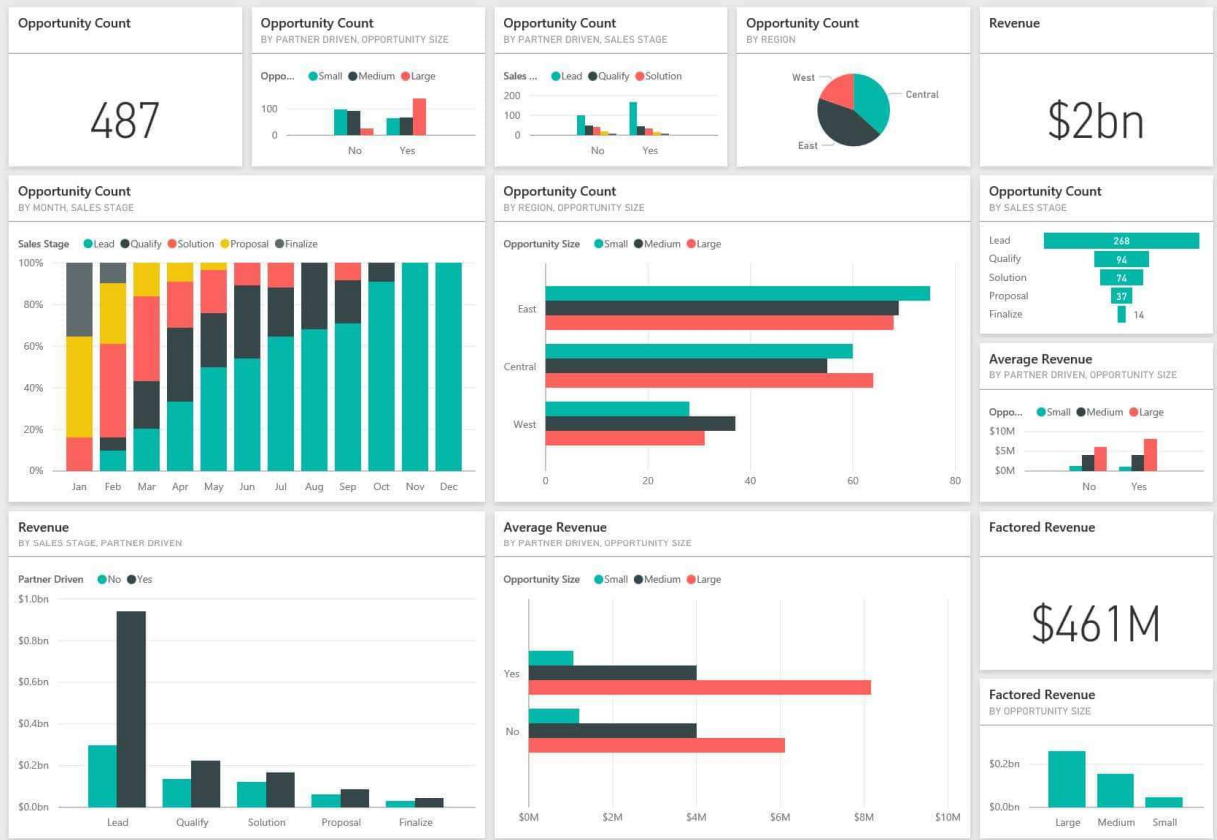 Opportunity Count
487
Opportunity Count
BY PARTNER DRIVEN, OPPORTUNITY SIZE
Oppo... Small Medium Large
100
0
No Yes
Opportunity Count
BY PARTNER DRIVEN, SALES STAGE
Sales ... Lead Qualify Solution
200
100
0
No Yes
Opportunity Count
BY REGION
West
Central
East
Revenue
$2bn
Opportunity Count
BY MONTH, SALES STAGE
Sales Stage Lead Qualify Solution Proposal Finalize
100%
80%
60%
40%
20%
0%
Jan Feb Mar Apr May Jun Jul Aug Sep Oct Nov Dec
Opportunity Count
BY REGION, OPPORTUNITY SIZE
Opportunity Size Small Medium Large
East
Central
West
0 20 40 60 80
Opportunity Count
BY SALES STAGE
Lead 268
Qualify 94
Solution 74
Proposal 37
Finalize 14
Average Revenue
BY PARTNER DRIVEN, OPPORTUNITY SIZE
Oppo... Small Medium Large
$10M
$5M
$0M
No Yes
Revenue
BY SALES STAGE, PARTNER DRIVEN
Partner Driven No Yes
$1.0bn
$0.8bn
$0.6bn
$0.4bn
$0.2bn
$0.0bn
Lead Qualify Solution Proposal Finalize
Average Revenue
BY PARTNER DRIVEN, OPPORTUNITY SIZE
Opportunity Size Small Medium Large
Yes
No
$0M $2M $4M $6M $8M $10M
Factored Revenue
$461M
Factored Revenue
BY OPPORTUNITY SIZE
$0.2bn
$0.0bn
Large Medium Small